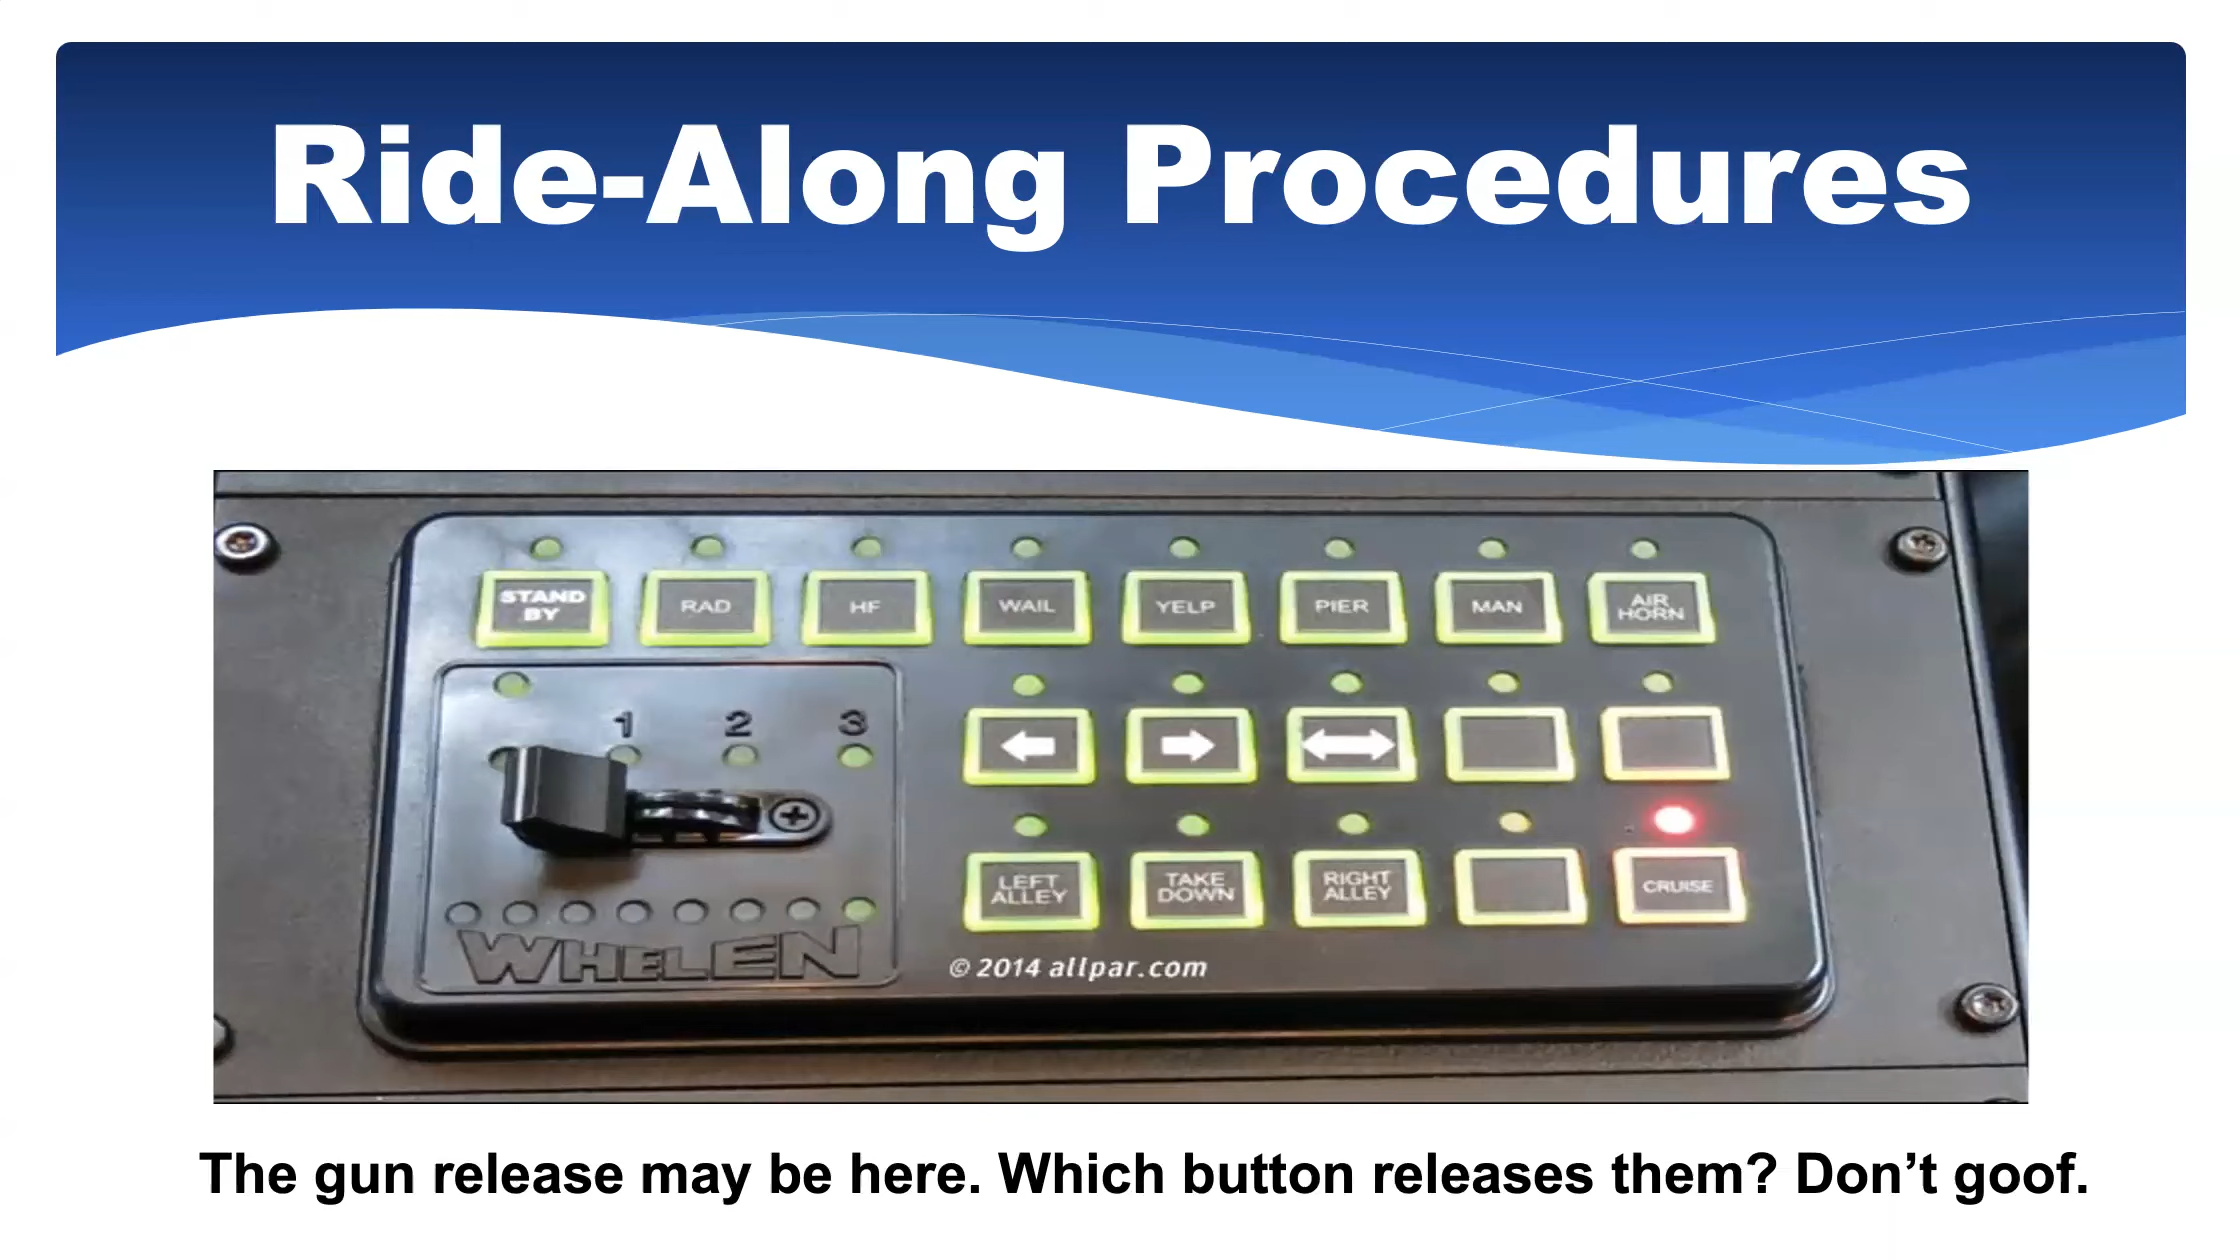 Ride-Along Procedures
STAND BY RAD HF WAIL YELP PIER MAN AIR HORN
1 2 3
LEFT ALLEY TAKE DOWN RIGHT ALLEY CRUISE
WHELEN
© 2014 allpar.com
The gun release may be here. Which button releases them? Don’t goof.